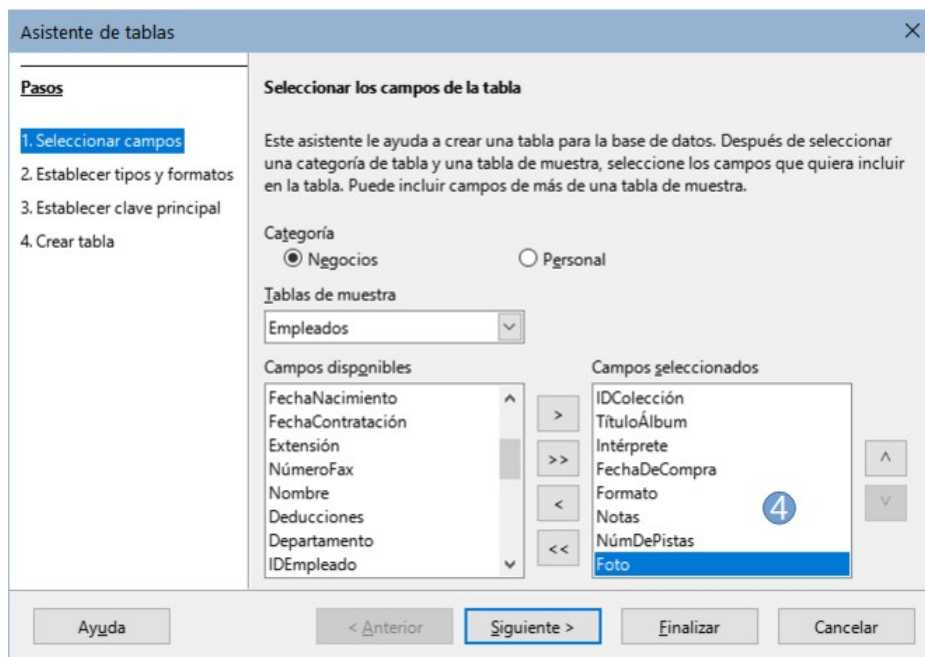 Asistente de tablas
Pasos
1. Seleccionar campos
2. Establecer tipos y formatos
3. Establecer clave principal
4. Crear tabla
Seleccionar los campos de la tabla
Este asistente le ayuda a crear una tabla para la base de datos. Después de seleccionar
una categoría de tabla y una tabla de muestra, seleccione los campos que quiera incluir
en la tabla. Puede incluir campos de más de una tabla de muestra.
Categoría
Negocios
Personal
Tablas de muestra
Empleados
Campos disponibles
FechaNacimiento
FechaContratación
Extensión
NúmeroFax
Nombre
Deducciones
Departamento
IDEmpleado
>
>>
<
<<
Campos seleccionados
IDColección
TítuloÁlbum
Intérprete
FechaDeCompra
Formato
Notas
NúmDePistas
Foto
4
Ayuda
< Anterior
Siguiente >
Finalizar
Cancelar